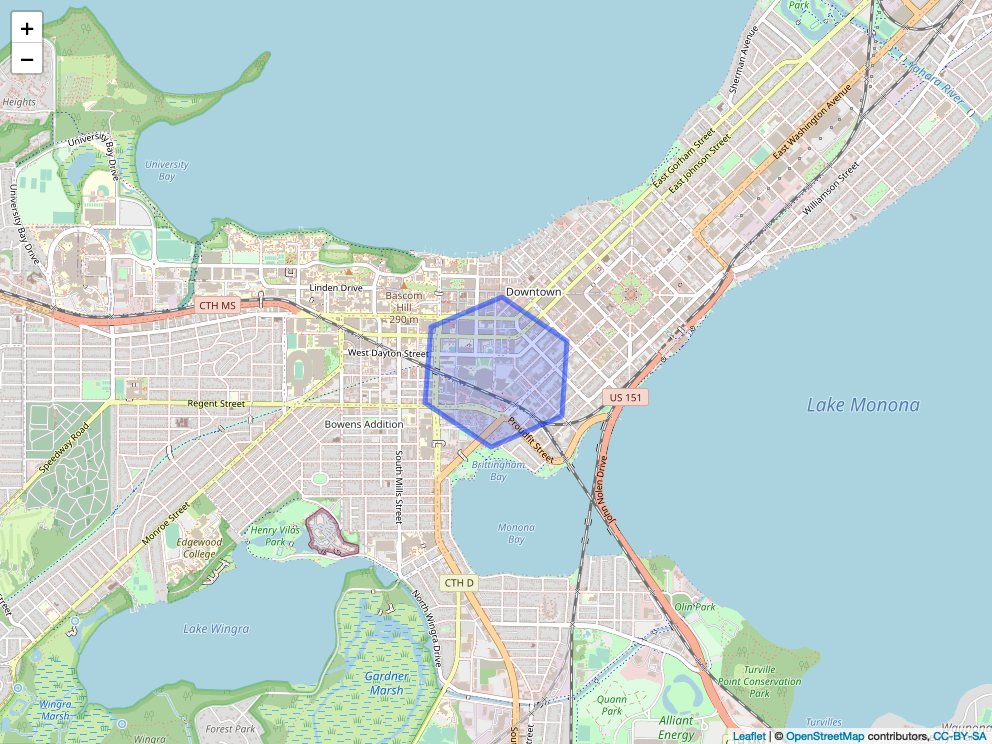 +
−
Park
Sherman Avenue
Yahara River
Heights
University Bay Drive
University
Bay
East Washington Avenue
East Gorham Street
East Johnson Street
Williamson Street
University Bay Drive
Linden Drive
Bascom
Hill
290 m
Downtown
CTH MS
West Dayton Street
US 151
Regent Street
Lake Monona
Bowens Addition
Proudfit Street
Speedway Road
South Mills Street
Brittingham
Bay
John Nolen Drive
Monroe Street
Henry Vilas
Park
Edgewood
College
Monona
Bay
CTH D
North Wingra Drive
Olin Park
Lake Wingra
Gardner
Marsh
Turville
Point Conservation
Park
Quann
Park
Wingra
Marsh
Forest Park
Alliant
Energy
Turvilles
Wingra
Leaflet | © OpenStreetMap contributors, CC-BY-SA